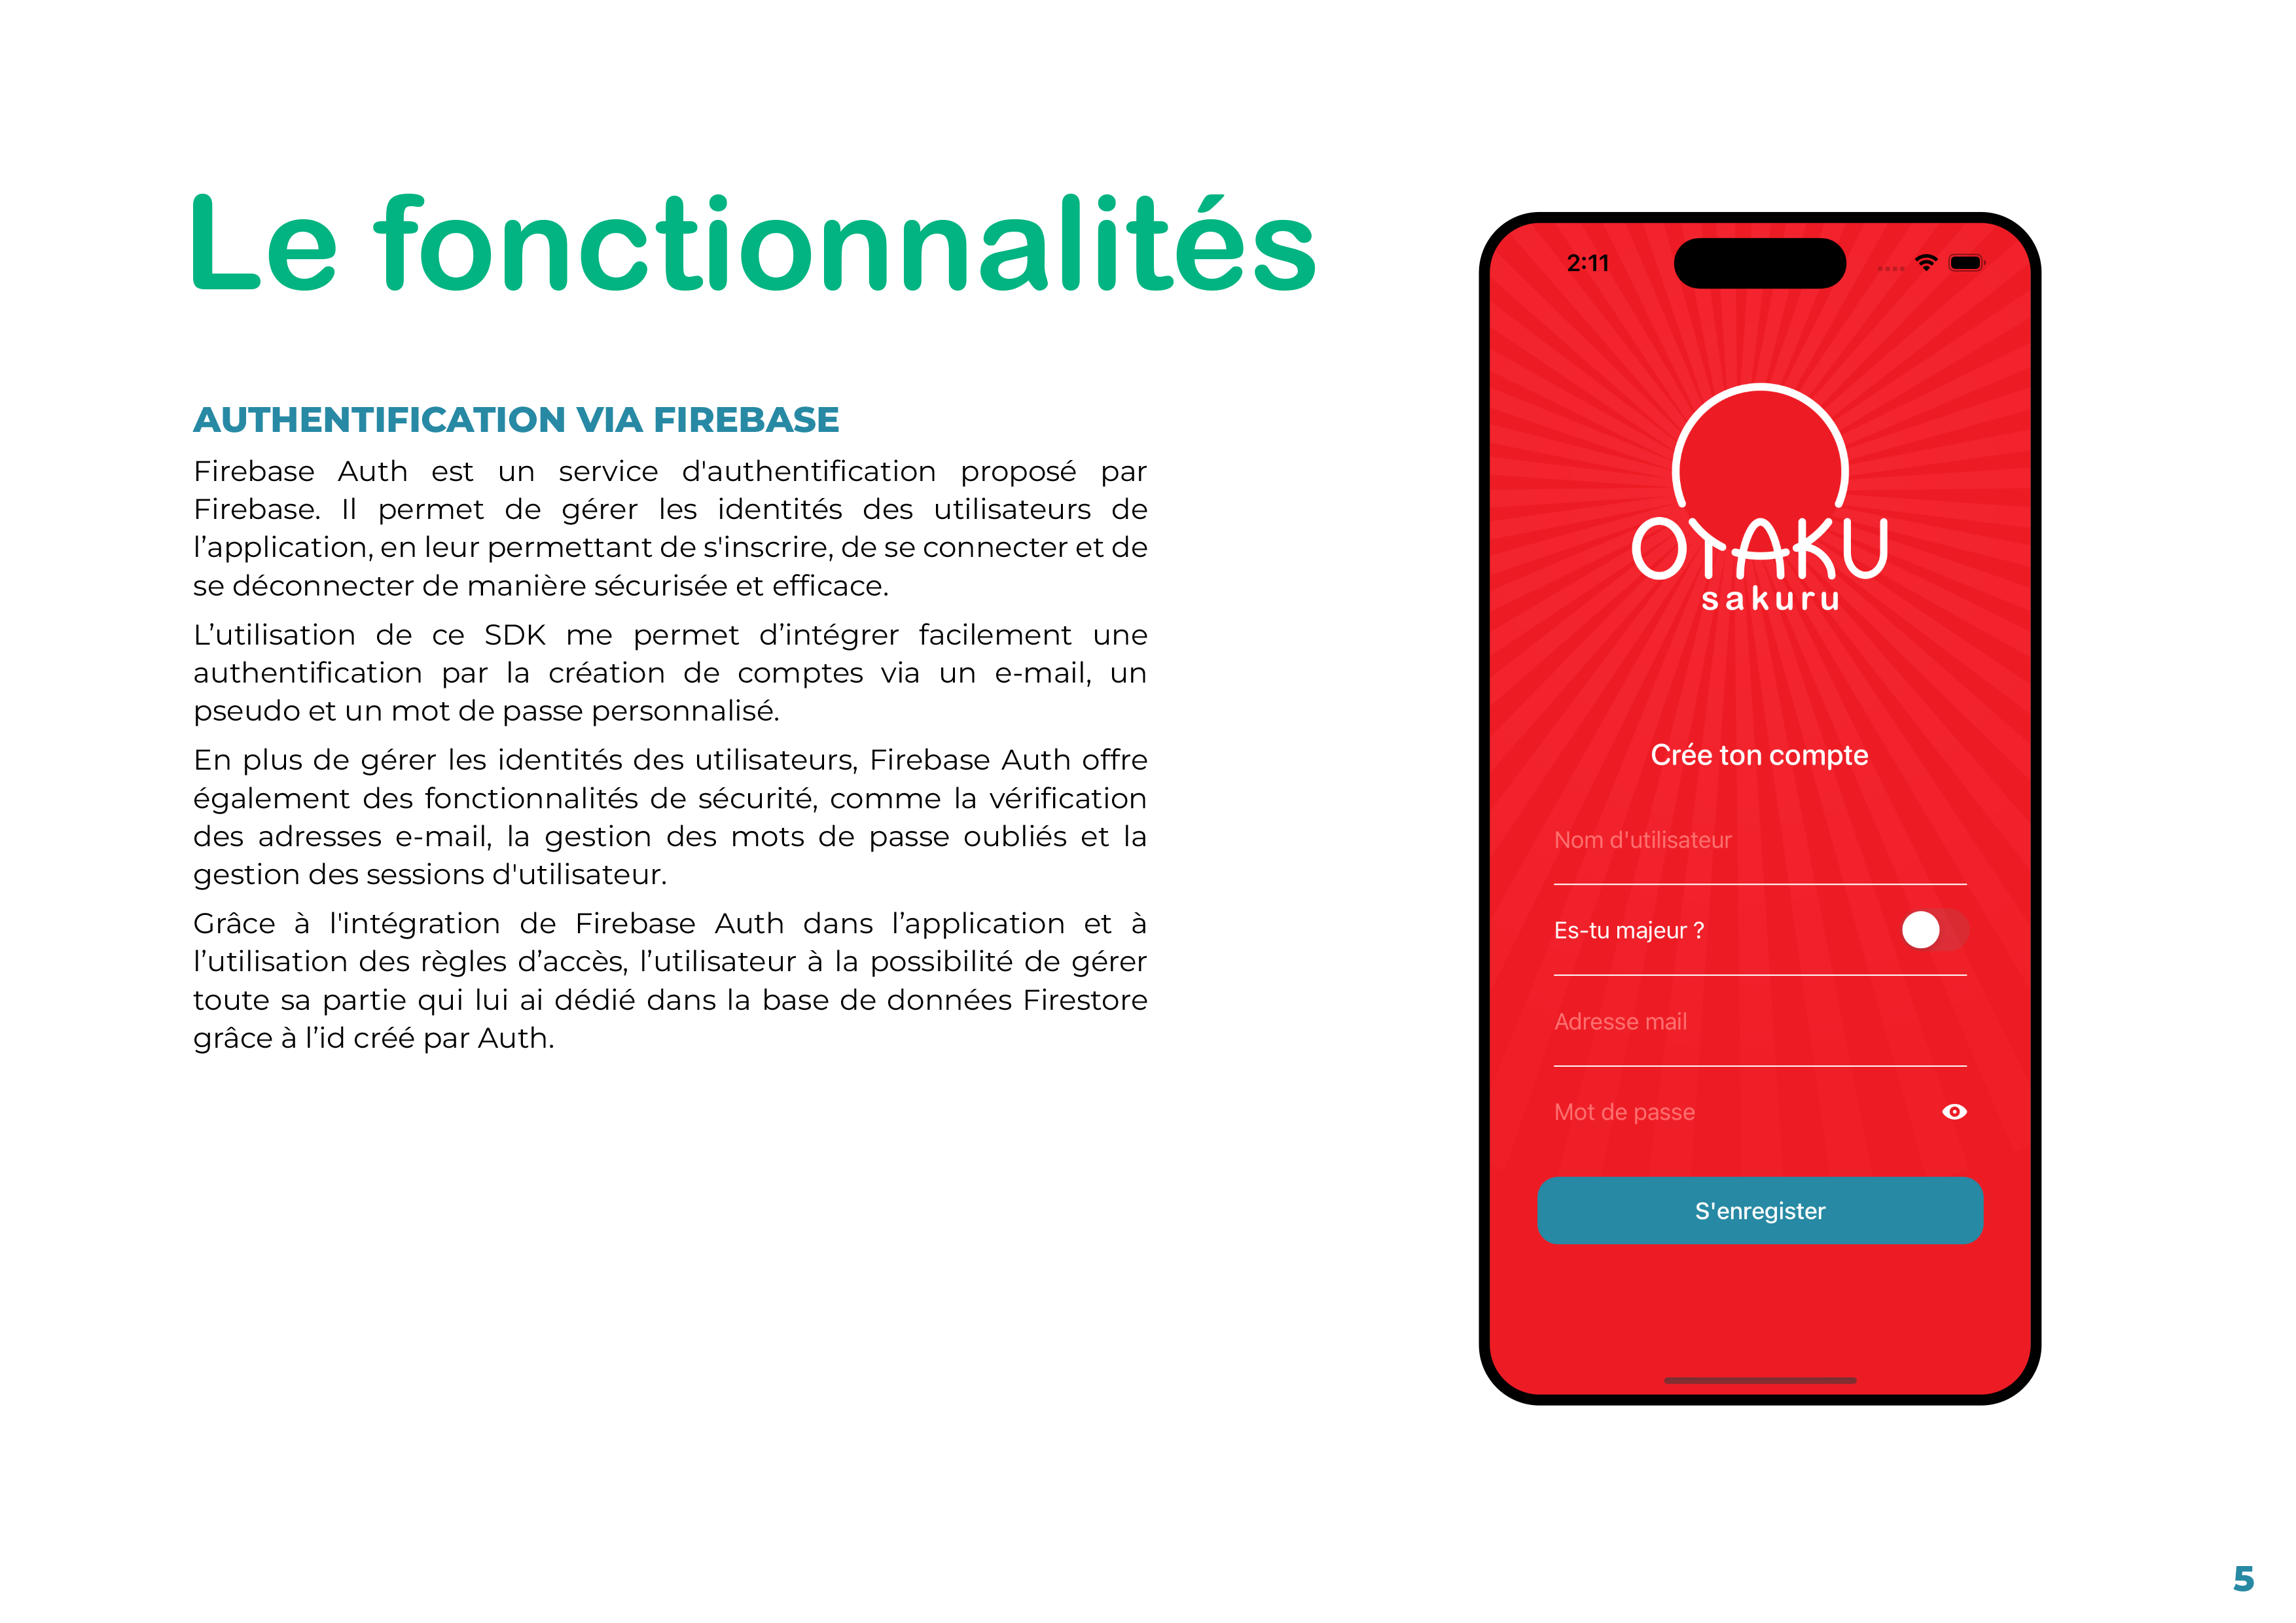 Le fonctionnalités
AUTHENTIFICATION VIA FIREBASE
Firebase Auth est un service d'authentification proposé par
Firebase. Il permet de gérer les identités des utilisateurs de
l’application, en leur permettant de s'inscrire, de se connecter et de
se déconnecter de manière sécurisée et efficace.
L’utilisation de ce SDK me permet d’intégrer facilement une
authentification par la création de comptes via un e-mail, un
pseudo et un mot de passe personnalisé.
En plus de gérer les identités des utilisateurs, Firebase Auth offre
également des fonctionnalités de sécurité, comme la vérification
des adresses e-mail, la gestion des mots de passe oubliés et la
gestion des sessions d'utilisateur.
Grâce à l'intégration de Firebase Auth dans l’application et à
l’utilisation des règles d’accès, l’utilisateur à la possibilité de gérer
toute sa partie qui lui ai dédié dans la base de données Firestore
grâce à l’id créé par Auth.
2:11
OTAKU
sakuru
Crée ton compte
Nom d'utilisateur
Es-tu majeur ?
Adresse mail
Mot de passe
S'enregister
5